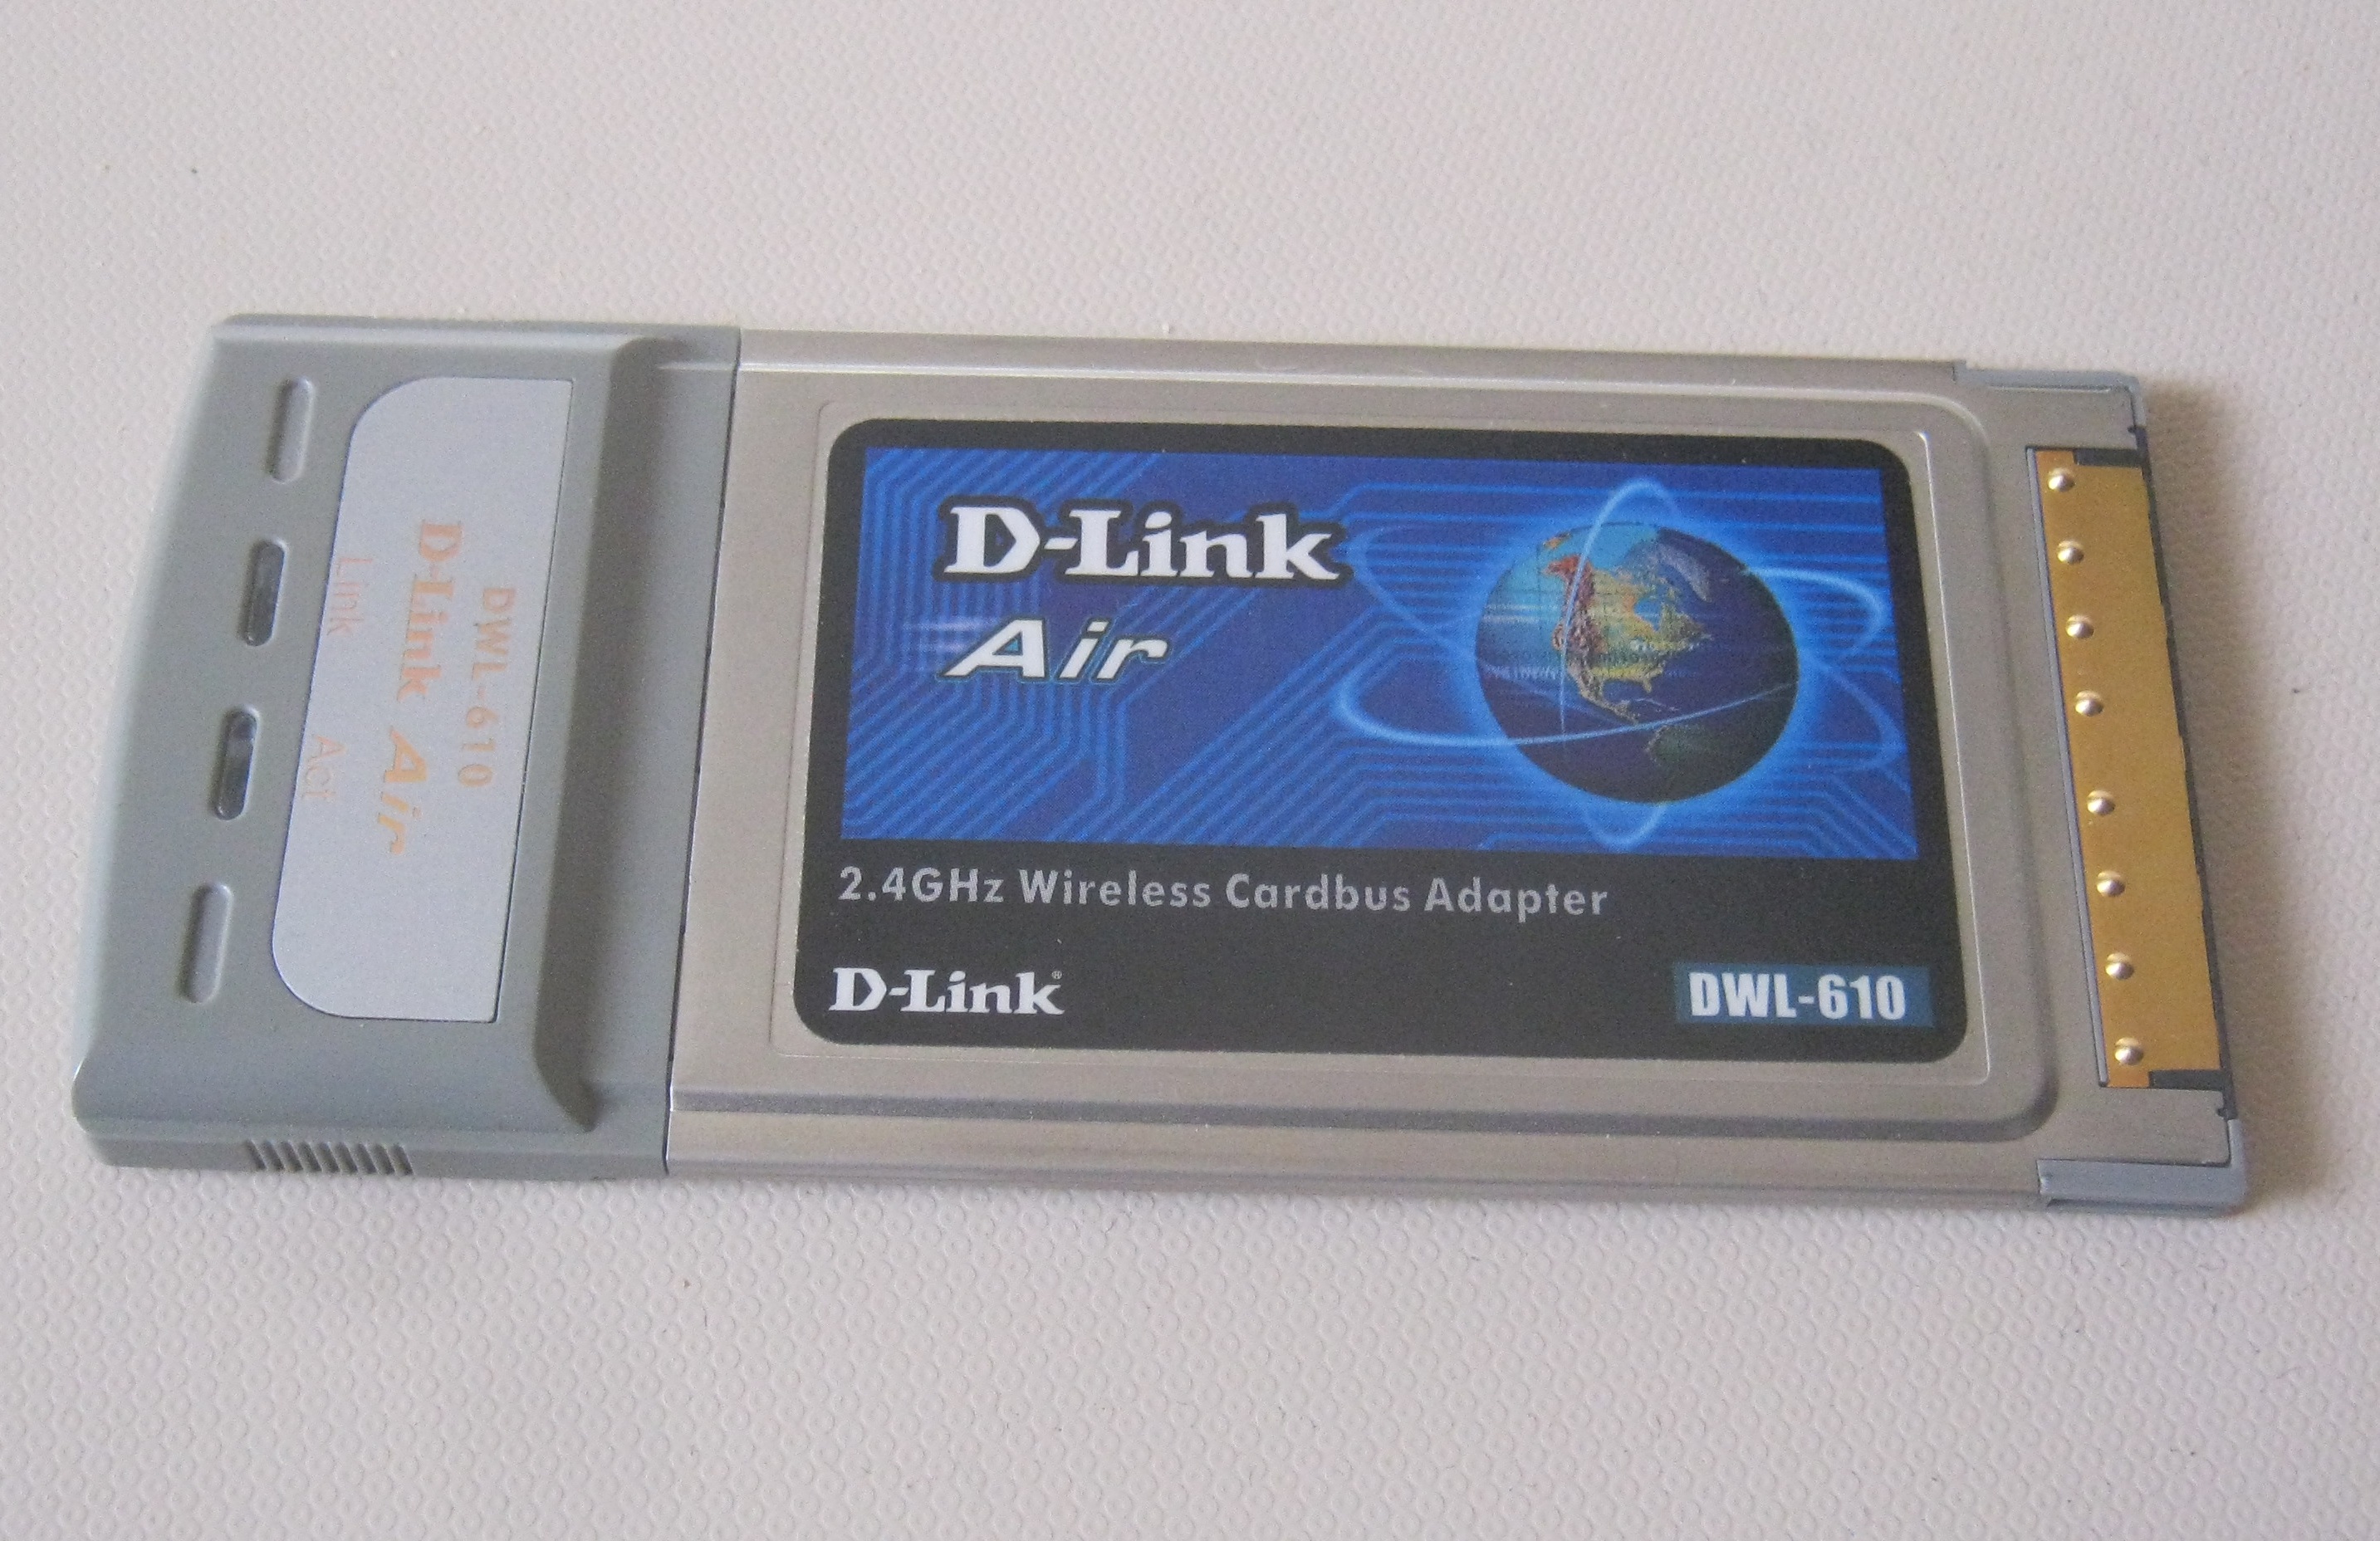 DWL-610
D-Link Air
Link Act
D-Link
Air
2.4GHz Wireless Cardbus Adapter
D-Link®
DWL-610